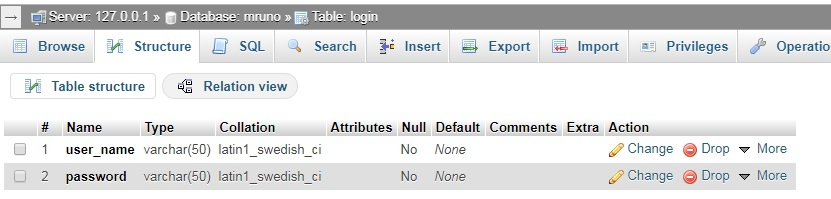 Server: 127.0.0.1 » Database: mruno » Table: login
Browse Structure SQL Search Insert Export Import Privileges Operatio
Table structure Relation view
# Name Type Collation Attributes Null Default Comments Extra Action
1 user_name varchar(50) latin1_swedish_ci No None Change Drop More
2 password varchar(50) latin1_swedish_ci No None Change Drop More